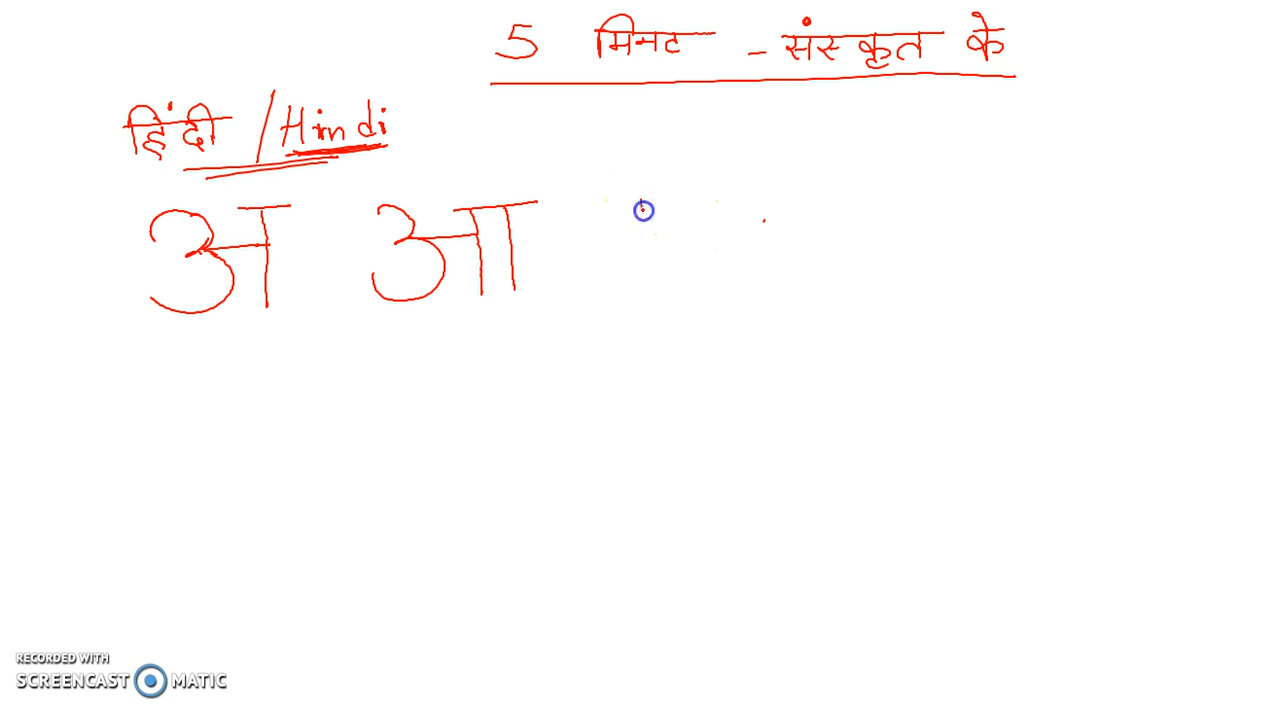 5 मिनट - संस्कृत के
हिंदी / Hindi
अ आ
RECORDED WITH
SCREENCAST MATIC